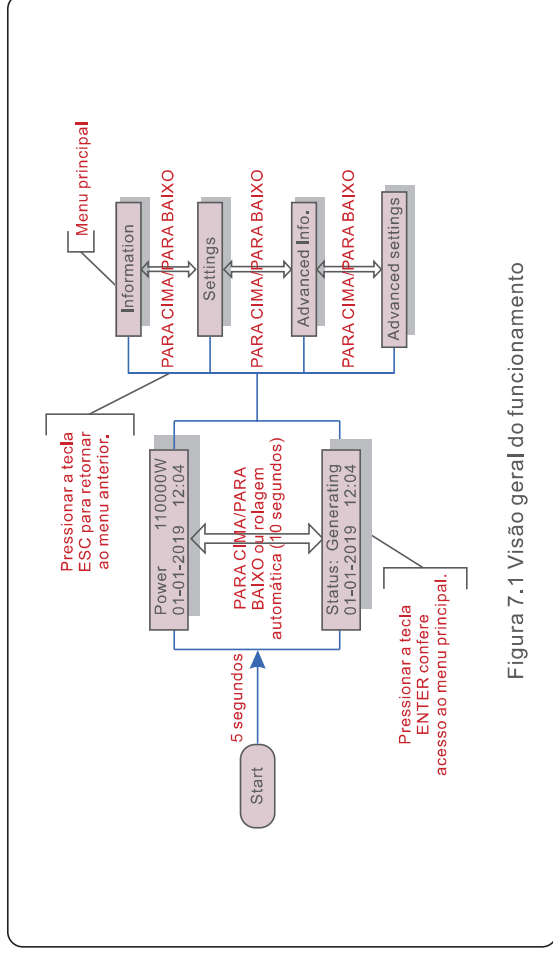 Start
5 segundos
Pressionar a tecla
ESC para retornar
ao menu anterior.
Power 110000W
01-01-2019 12:04
PARA CIMA/PARA
BAIXO ou rolagem
automática (10 segundos)
Status: Generating
01-01-2019 12:04
Pressionar a tecla
ENTER confere
acesso ao menu principal.
Menu principal
Information
PARA CIMA/PARA BAIXO
Settings
PARA CIMA/PARA BAIXO
Advanced Info.
PARA CIMA/PARA BAIXO
Advanced settings
Figura 7.1 Visão geral do funcionamento